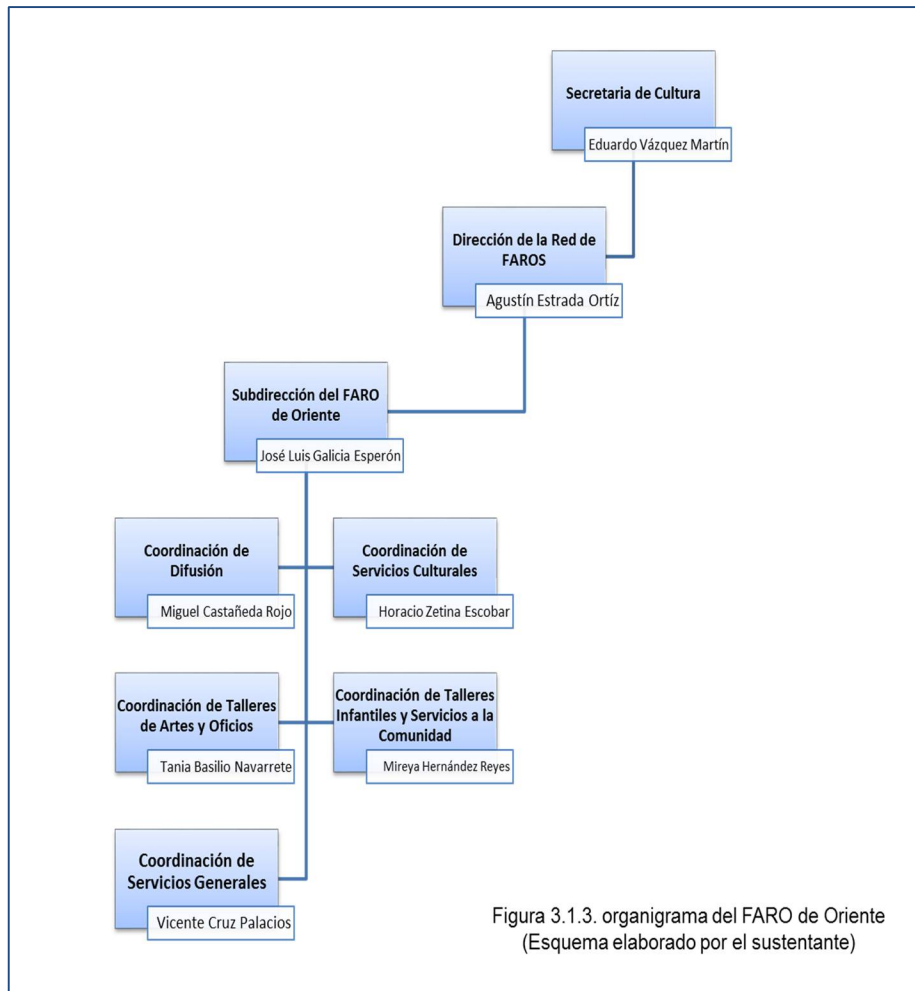 Secretaria de Cultura
Eduardo Vázquez Martín
Dirección de la Red de
FAROS
Agustín Estrada Ortíz
Subdirección del FARO
de Oriente
José Luis Galicia Esperón
Coordinación de
Difusión
Miguel Castañeda Rojo
Coordinación de
Servicios Culturales
Horacio Zetina Escobar
Coordinación de Talleres
de Artes y Oficios
Tania Basilio Navarrete
Coordinación de Talleres
Infantiles y Servicios a la
Comunidad
Mireya Hernández Reyes
Coordinación de
Servicios Generales
Vicente Cruz Palacios
Figura 3.1.3. organigrama del FARO de Oriente
(Esquema elaborado por el sustentante)